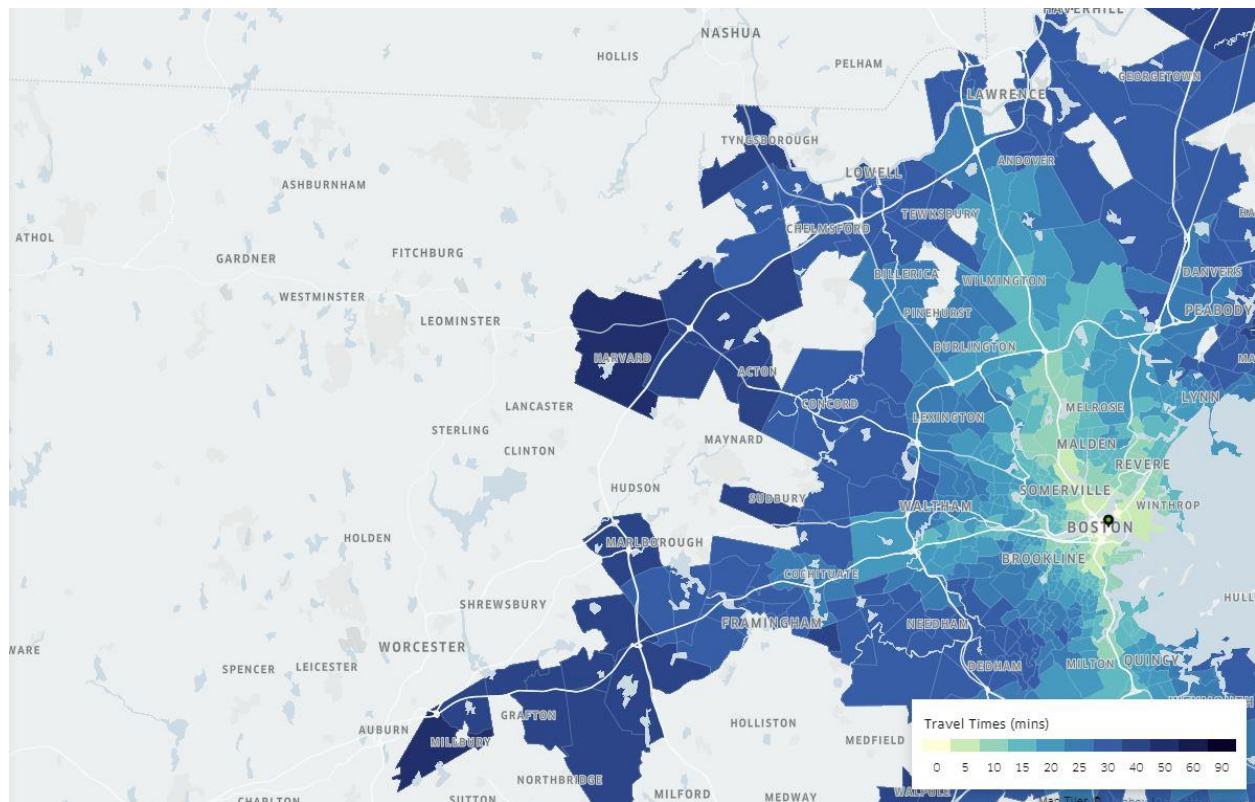 HAVERHILL
NASHUA
HOLLIS
PELHAM
GEORGETOWN
LAWRENCE
TYNGSBOROUGH
ANDOVER
LOWELL
ASHBURNHAM
TEWKSBURY
CHELMSFORD
ATHOL
FITCHBURG
GARDNER
BILLERICA
DANVERS
WILMINGTON
WESTMINSTER
PEABODY
PINEHURST
LEOMINSTER
BURLINGTON
HARVARD
ACTON
LYNN
CONCORD
MELROSE
LANCASTER
LEXINGTON
STERLING
MAYNARD
MALDEN
CLINTON
REVERE
HUDSON
SOMERVILLE
SUDBURY
WALTHAM
WINTHROP
BOSTON
HOLDEN
MARLBOROUGH
BROOKLINE
COCHITUATE
HULL
SHREWSBURY
FRAMINGHAM
NEEDHAM
WORCESTER
WARE
SPENCER
LEICESTER
DEDHAM
MILTON
QUINCY
WEYMOUTH
GRAFTON
HOLLISTON
AUBURN
MILLBURY
MEDFIELD
NORTHBRIDGE
CHARLTON
SUTTON
MILFORD
MEDWAY
WALPOLE
Travel Times (mins)
0 5 10 15 20 25 30 40 50 60 90
Map Tiles ©